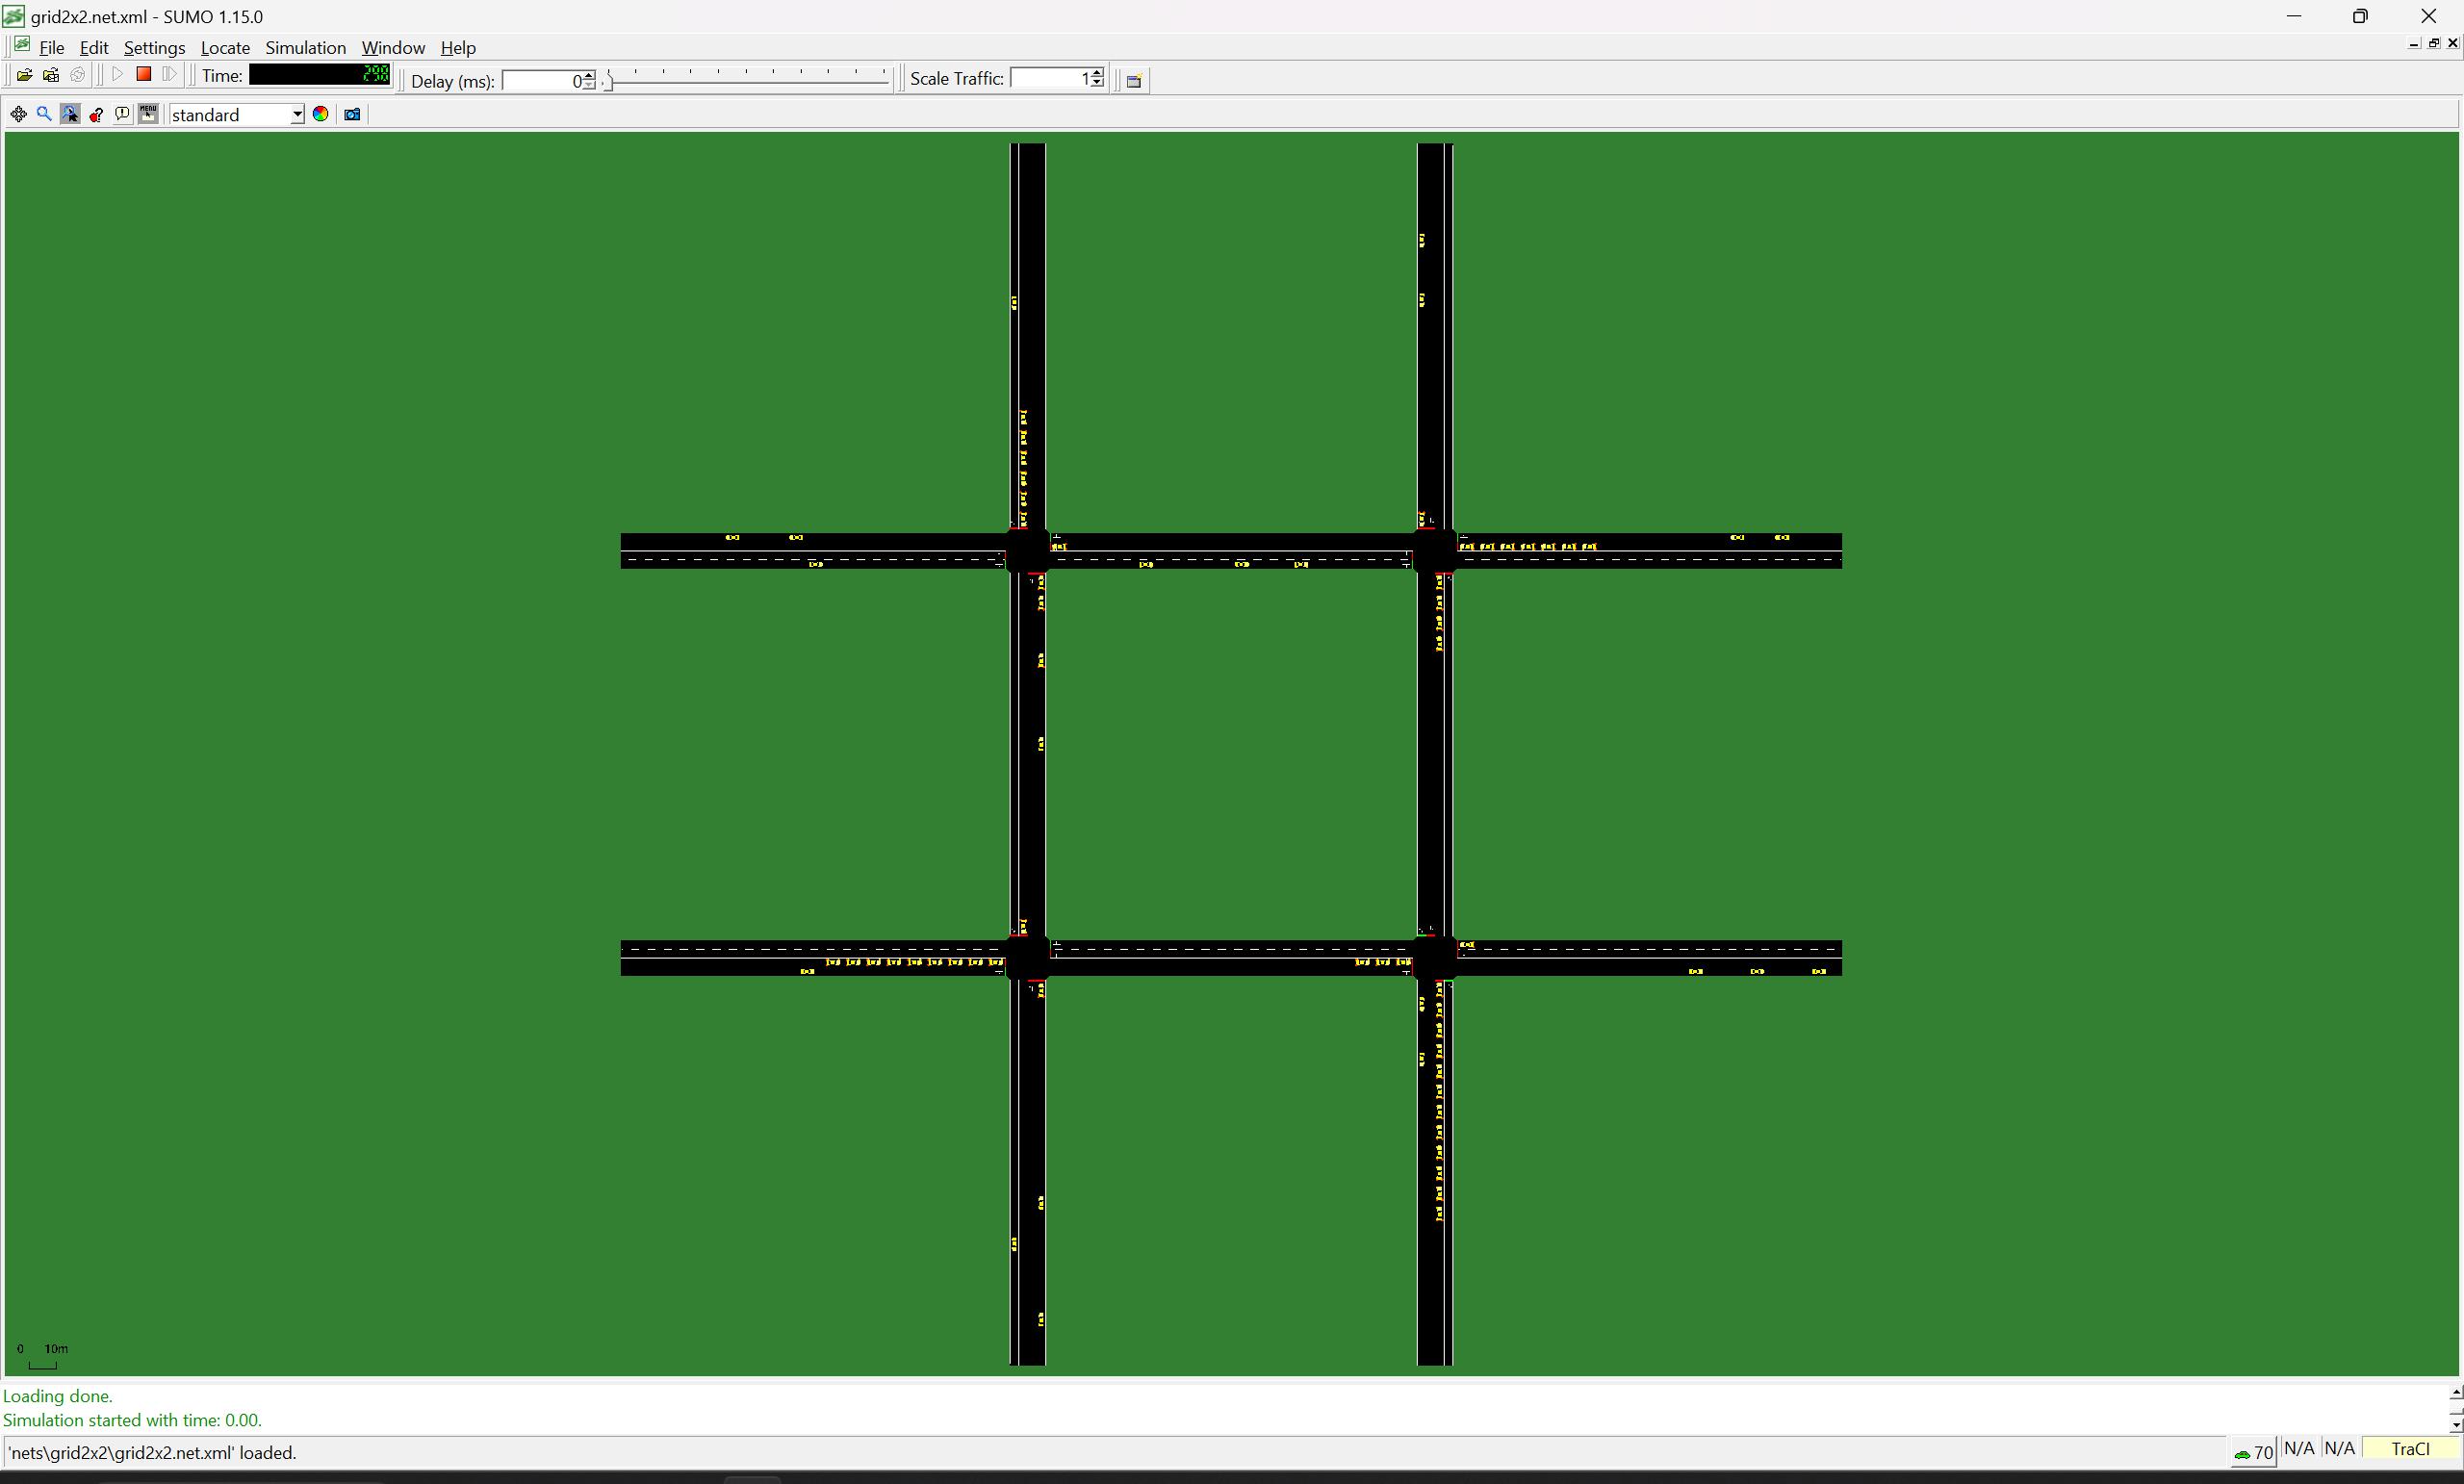 grid2x2.net.xml - SUMO 1.15.0
File Edit Settings Locate Simulation Window Help
Time: 298 Delay (ms): 0 Scale Traffic: 1
MENU standard
0 10m
Loading done.
Simulation started with time: 0.00.
'nets\grid2x2\grid2x2.net.xml' loaded. 70 N/A N/A TraCI